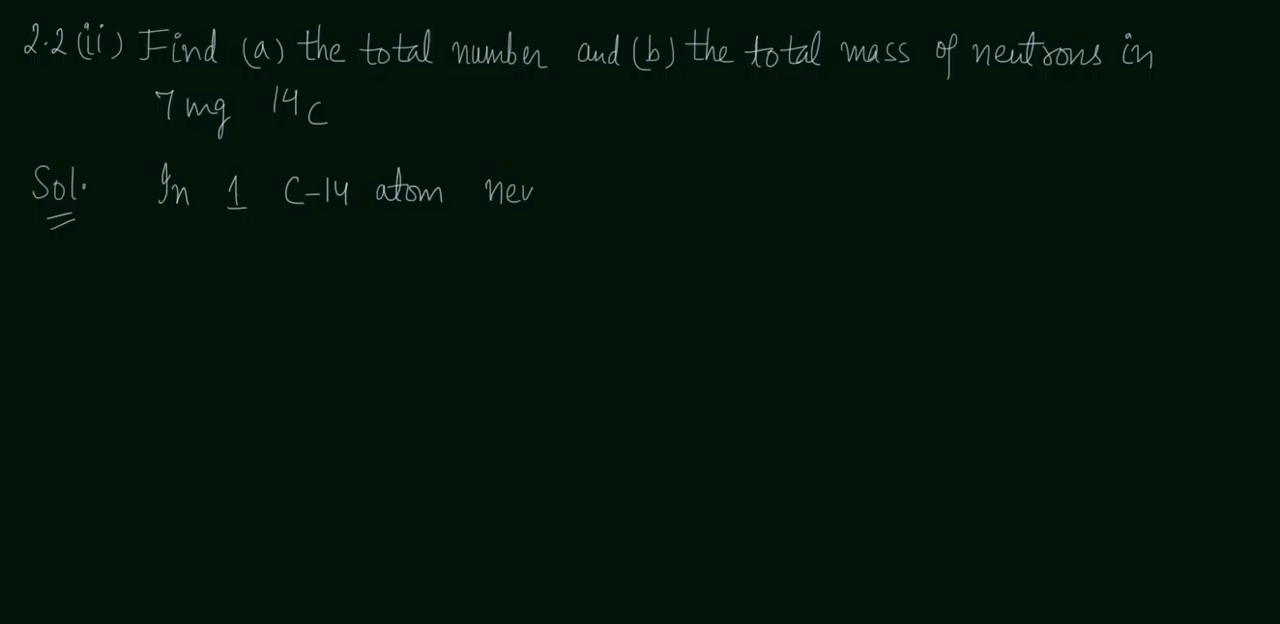 2.2 (ii) Find (a) the total number and (b) the total mass of neutrons in
7 mg 14C
Sol. In 1 C-14 atom neu